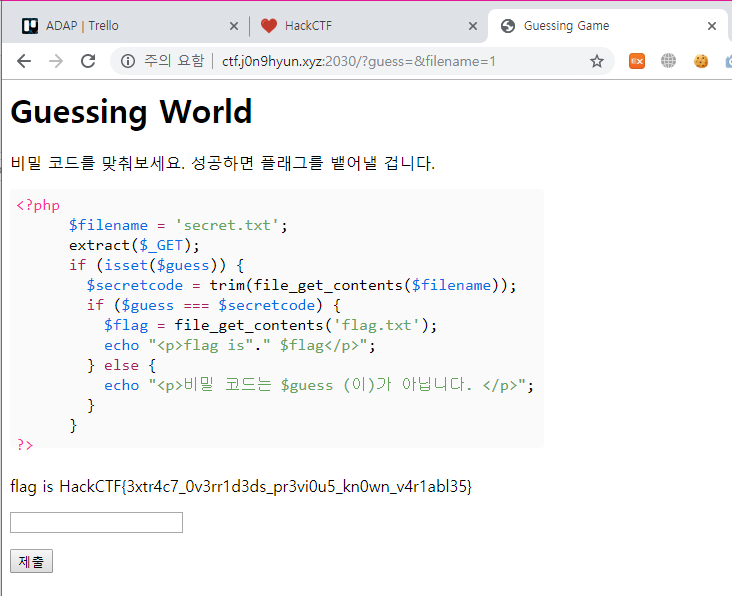 ADAP | Trello
HackCTF
Guessing Game
주의 요함 | ctf.j0n9hyun.xyz:2030/?guess=&filename=1
EX
Guessing World
비밀 코드를 맞춰보세요. 성공하면 플래그를 뱉어낼 겁니다.
<?php
$filename = 'secret.txt';
extract($_GET);
if (isset($guess)) {
$secretcode = trim(file_get_contents($filename));
if ($guess === $secretcode) {
$flag = file_get_contents('flag.txt');
echo "<p>flag is"." $flag</p>";
} else {
echo "<p>비밀 코드는 $guess (이)가 아닙니다. </p>";
}
}
?>
flag is HackCTF{3xtr4c7_0v3rr1d3ds_pr3vi0u5_kn0wn_v4r1abl35}
제출